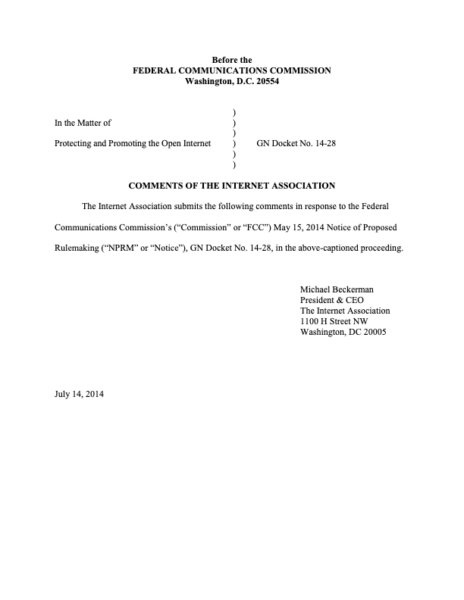 Before the
FEDERAL COMMUNICATIONS COMMISSION
Washington, D.C. 20554
)
In the Matter of )
)
Protecting and Promoting the Open Internet ) GN Docket No. 14-28
)
)
COMMENTS OF THE INTERNET ASSOCIATION
The Internet Association submits the following comments in response to the Federal
Communications Commission’s (“Commission” or “FCC”) May 15, 2014 Notice of Proposed
Rulemaking (“NPRM” or “Notice”), GN Docket No. 14-28, in the above-captioned proceeding.
Michael Beckerman
President & CEO
The Internet Association
1100 H Street NW
Washington, DC 20005
July 14, 2014